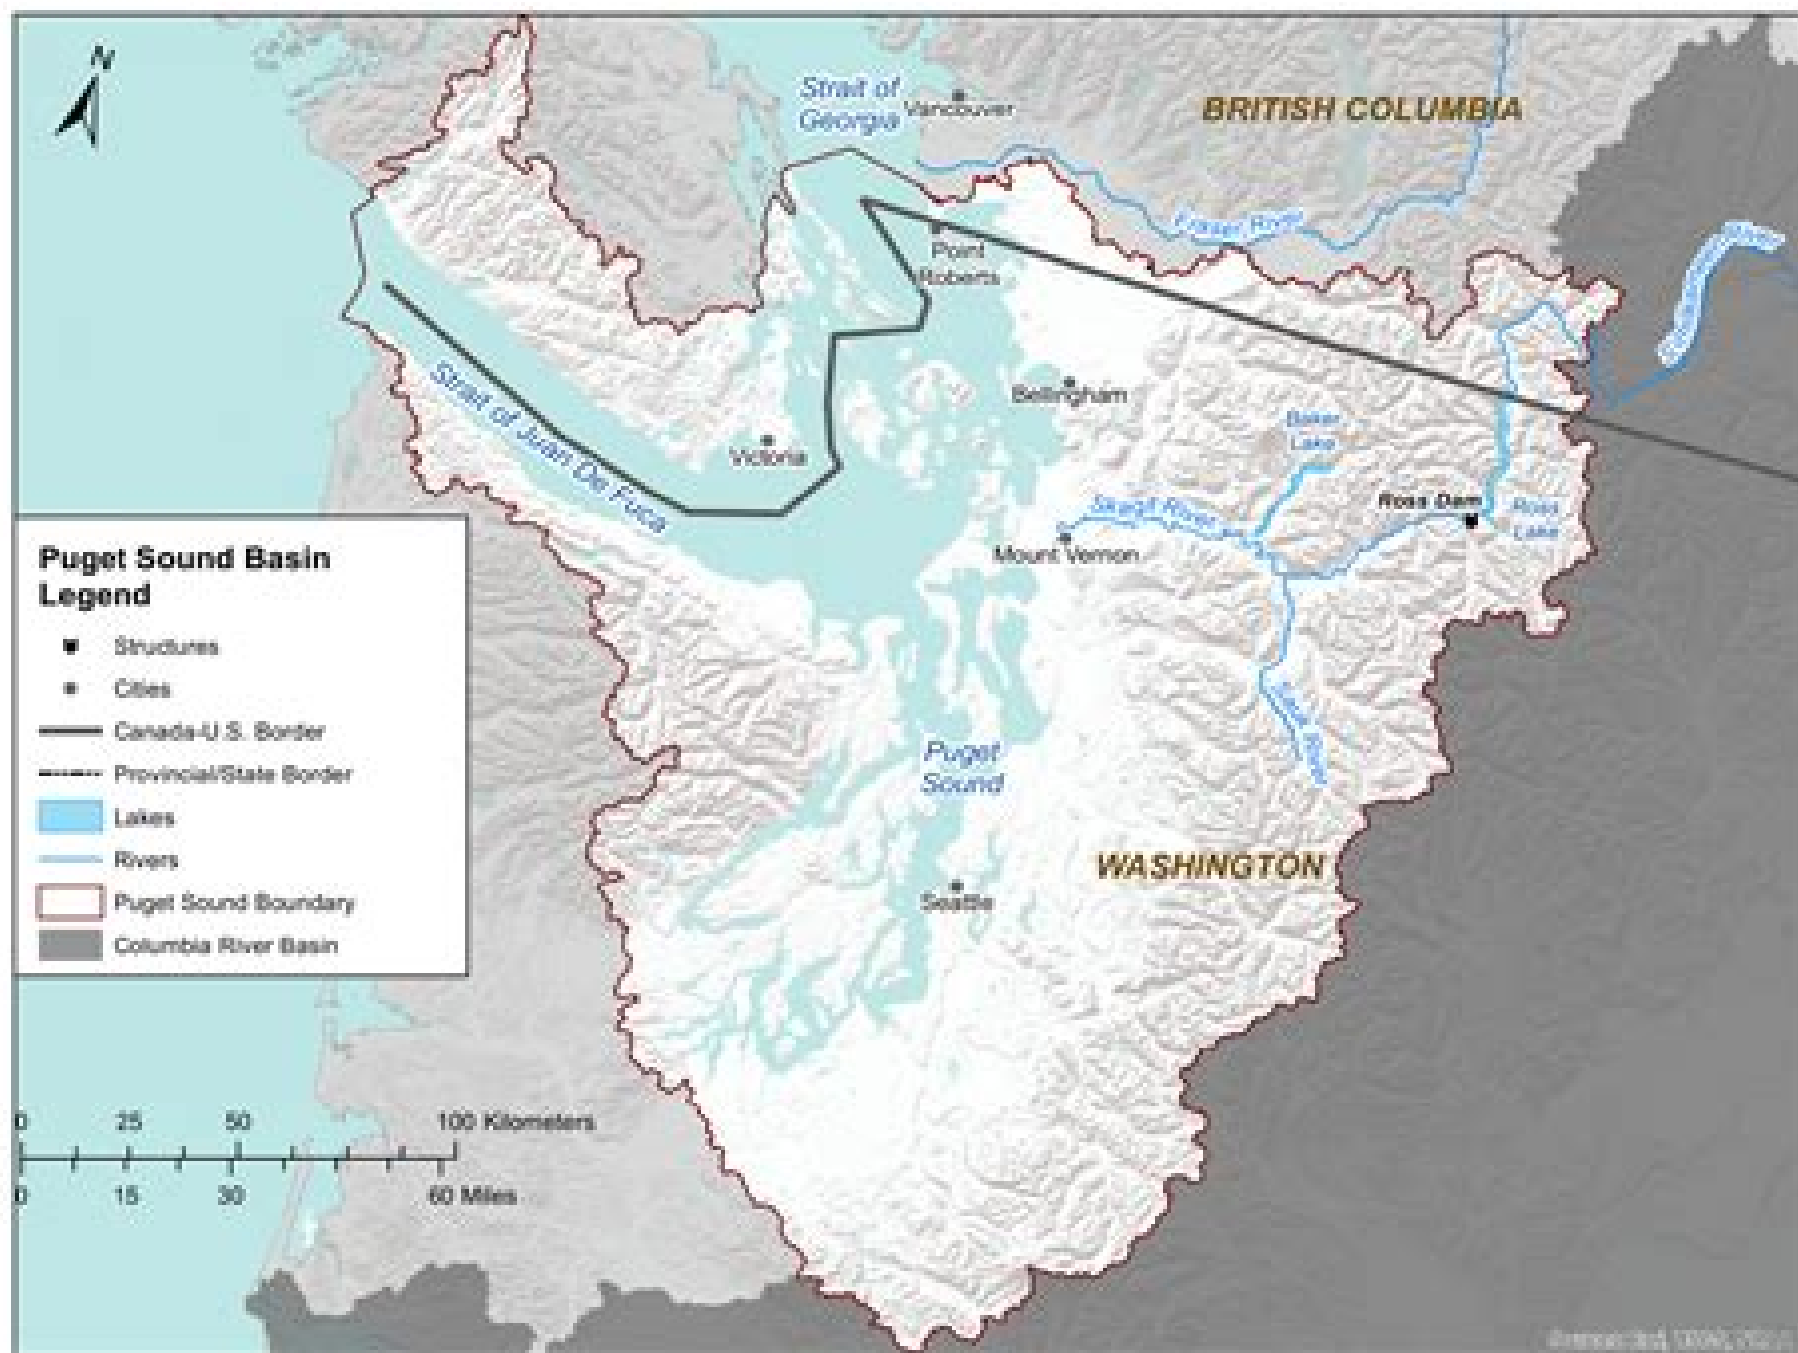 N
Strait of
Georgia
Vancouver
BRITISH COLUMBIA
Fraser River
River
Point
Roberts
Strait of Juan De Fuca
Bellingham
Baker
Lake
Victoria
Skagit River
Ross Dam
Ross
Lake
Mount Vernon
Puget Sound Basin
Legend
Structures
Cities
Canada-U.S. Border
Provincial/State Border
Lakes
Rivers
Puget Sound Boundary
Columbia River Basin
Sauk River
Puget
Sound
WASHINGTON
Seattle
0 25 50 100 Kilometers
0 15 30 60 Miles